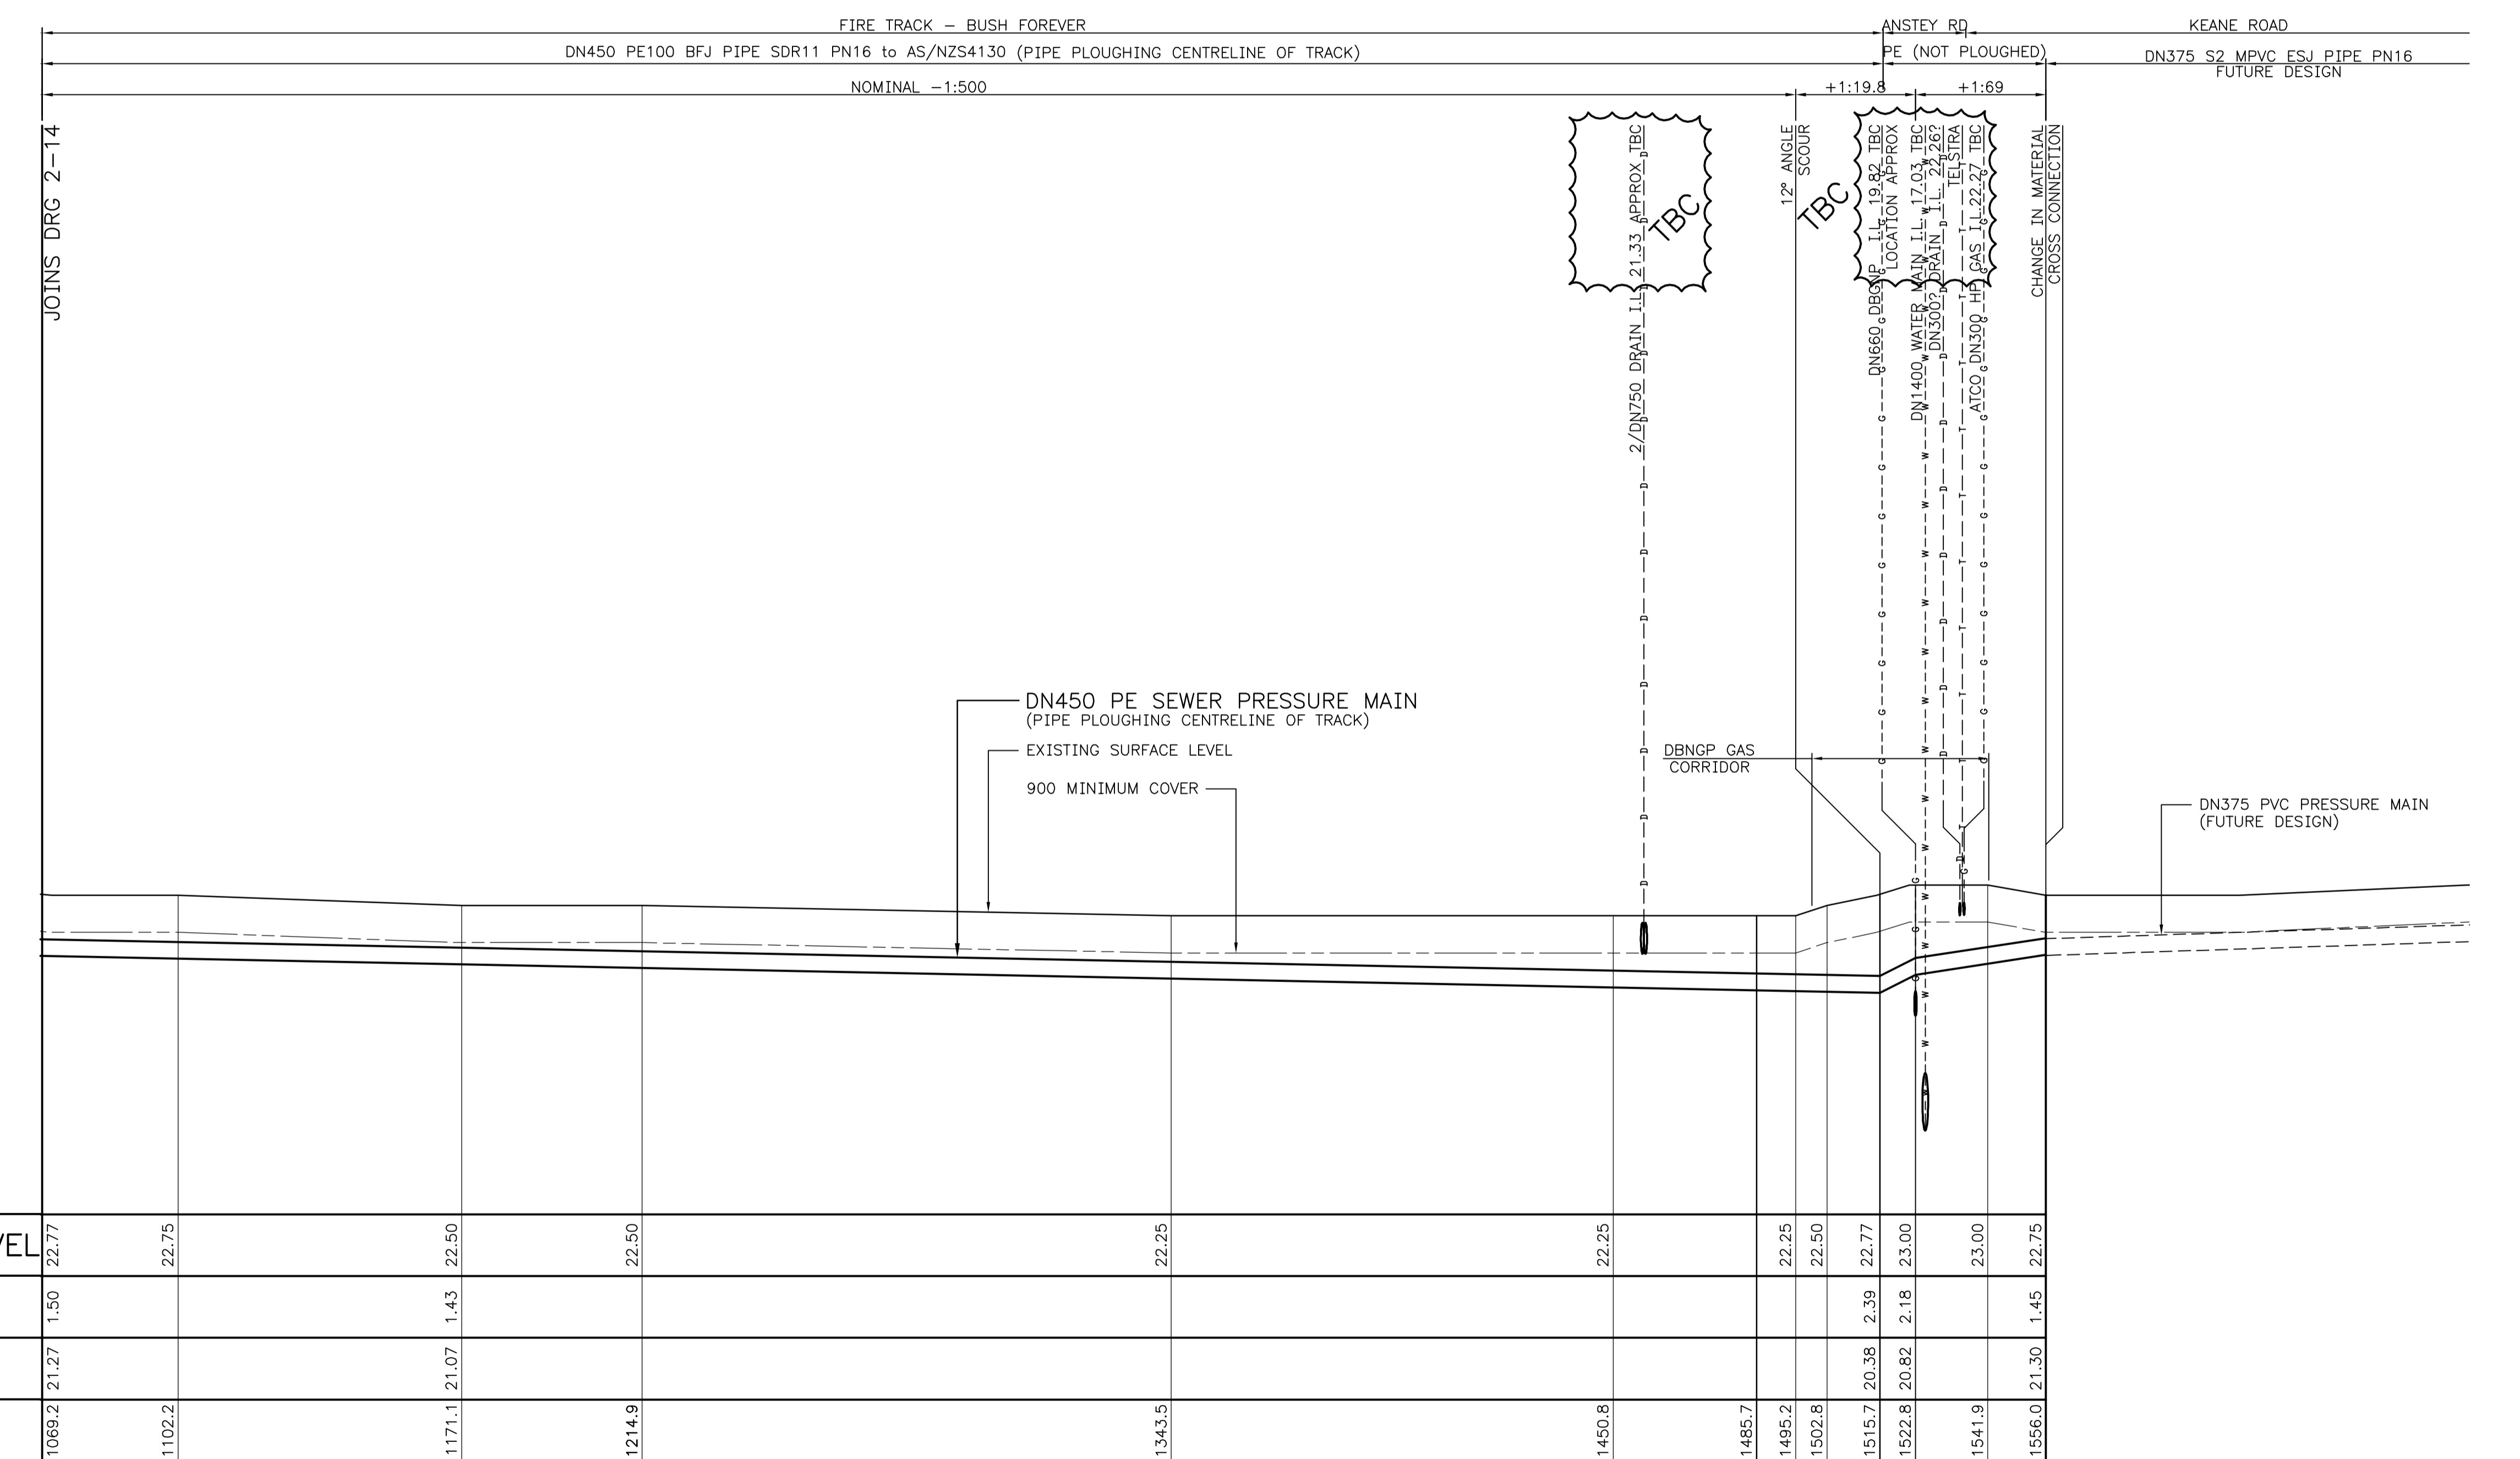 FIRE TRACK – BUSH FOREVER
ANSTEY RD
KEANE ROAD
DN450 PE100 BFJ PIPE SDR11 PN16 to AS/NZS4130 (PIPE PLOUGHING CENTRELINE OF TRACK)
PE (NOT PLOUGHED)
DN375 S2 MPVC ESJ PIPE PN16
FUTURE DESIGN
NOMINAL –1:500
+1:19.8
+1:69
JOINS DRG 2–14
2/DN750 DRAIN I.L. 21.33 APPROX TBC
TBC
12° ANGLE
SCOUR
TBC
DN660 DBGNP I.L. 19.82 TBC
LOCATION APPROX
DN1400 WATER MAIN I.L. 17.03 TBC
DN300? DRAIN I.L. 22.26?
TELSTRA
ATCO DN300 HP GAS I.L.22.27 TBC
CHANGE IN MATERIAL
CROSS CONNECTION
DN450 PE SEWER PRESSURE MAIN
(PIPE PLOUGHING CENTRELINE OF TRACK)
EXISTING SURFACE LEVEL
900 MINIMUM COVER
DBNGP GAS
CORRIDOR
DN375 PVC PRESSURE MAIN
(FUTURE DESIGN)
VEL
22.77 22.75 22.50 22.50 22.25 22.25 22.25 22.50 22.77 23.00 23.00 22.75
1.50 1.43 2.39 2.18 1.45
21.27 21.07 20.38 20.82 21.30
1069.2 1102.2 1171.1 1214.9 1343.5 1450.8 1485.7 1495.2 1502.8 1515.7 1522.8 1541.9 1556.0